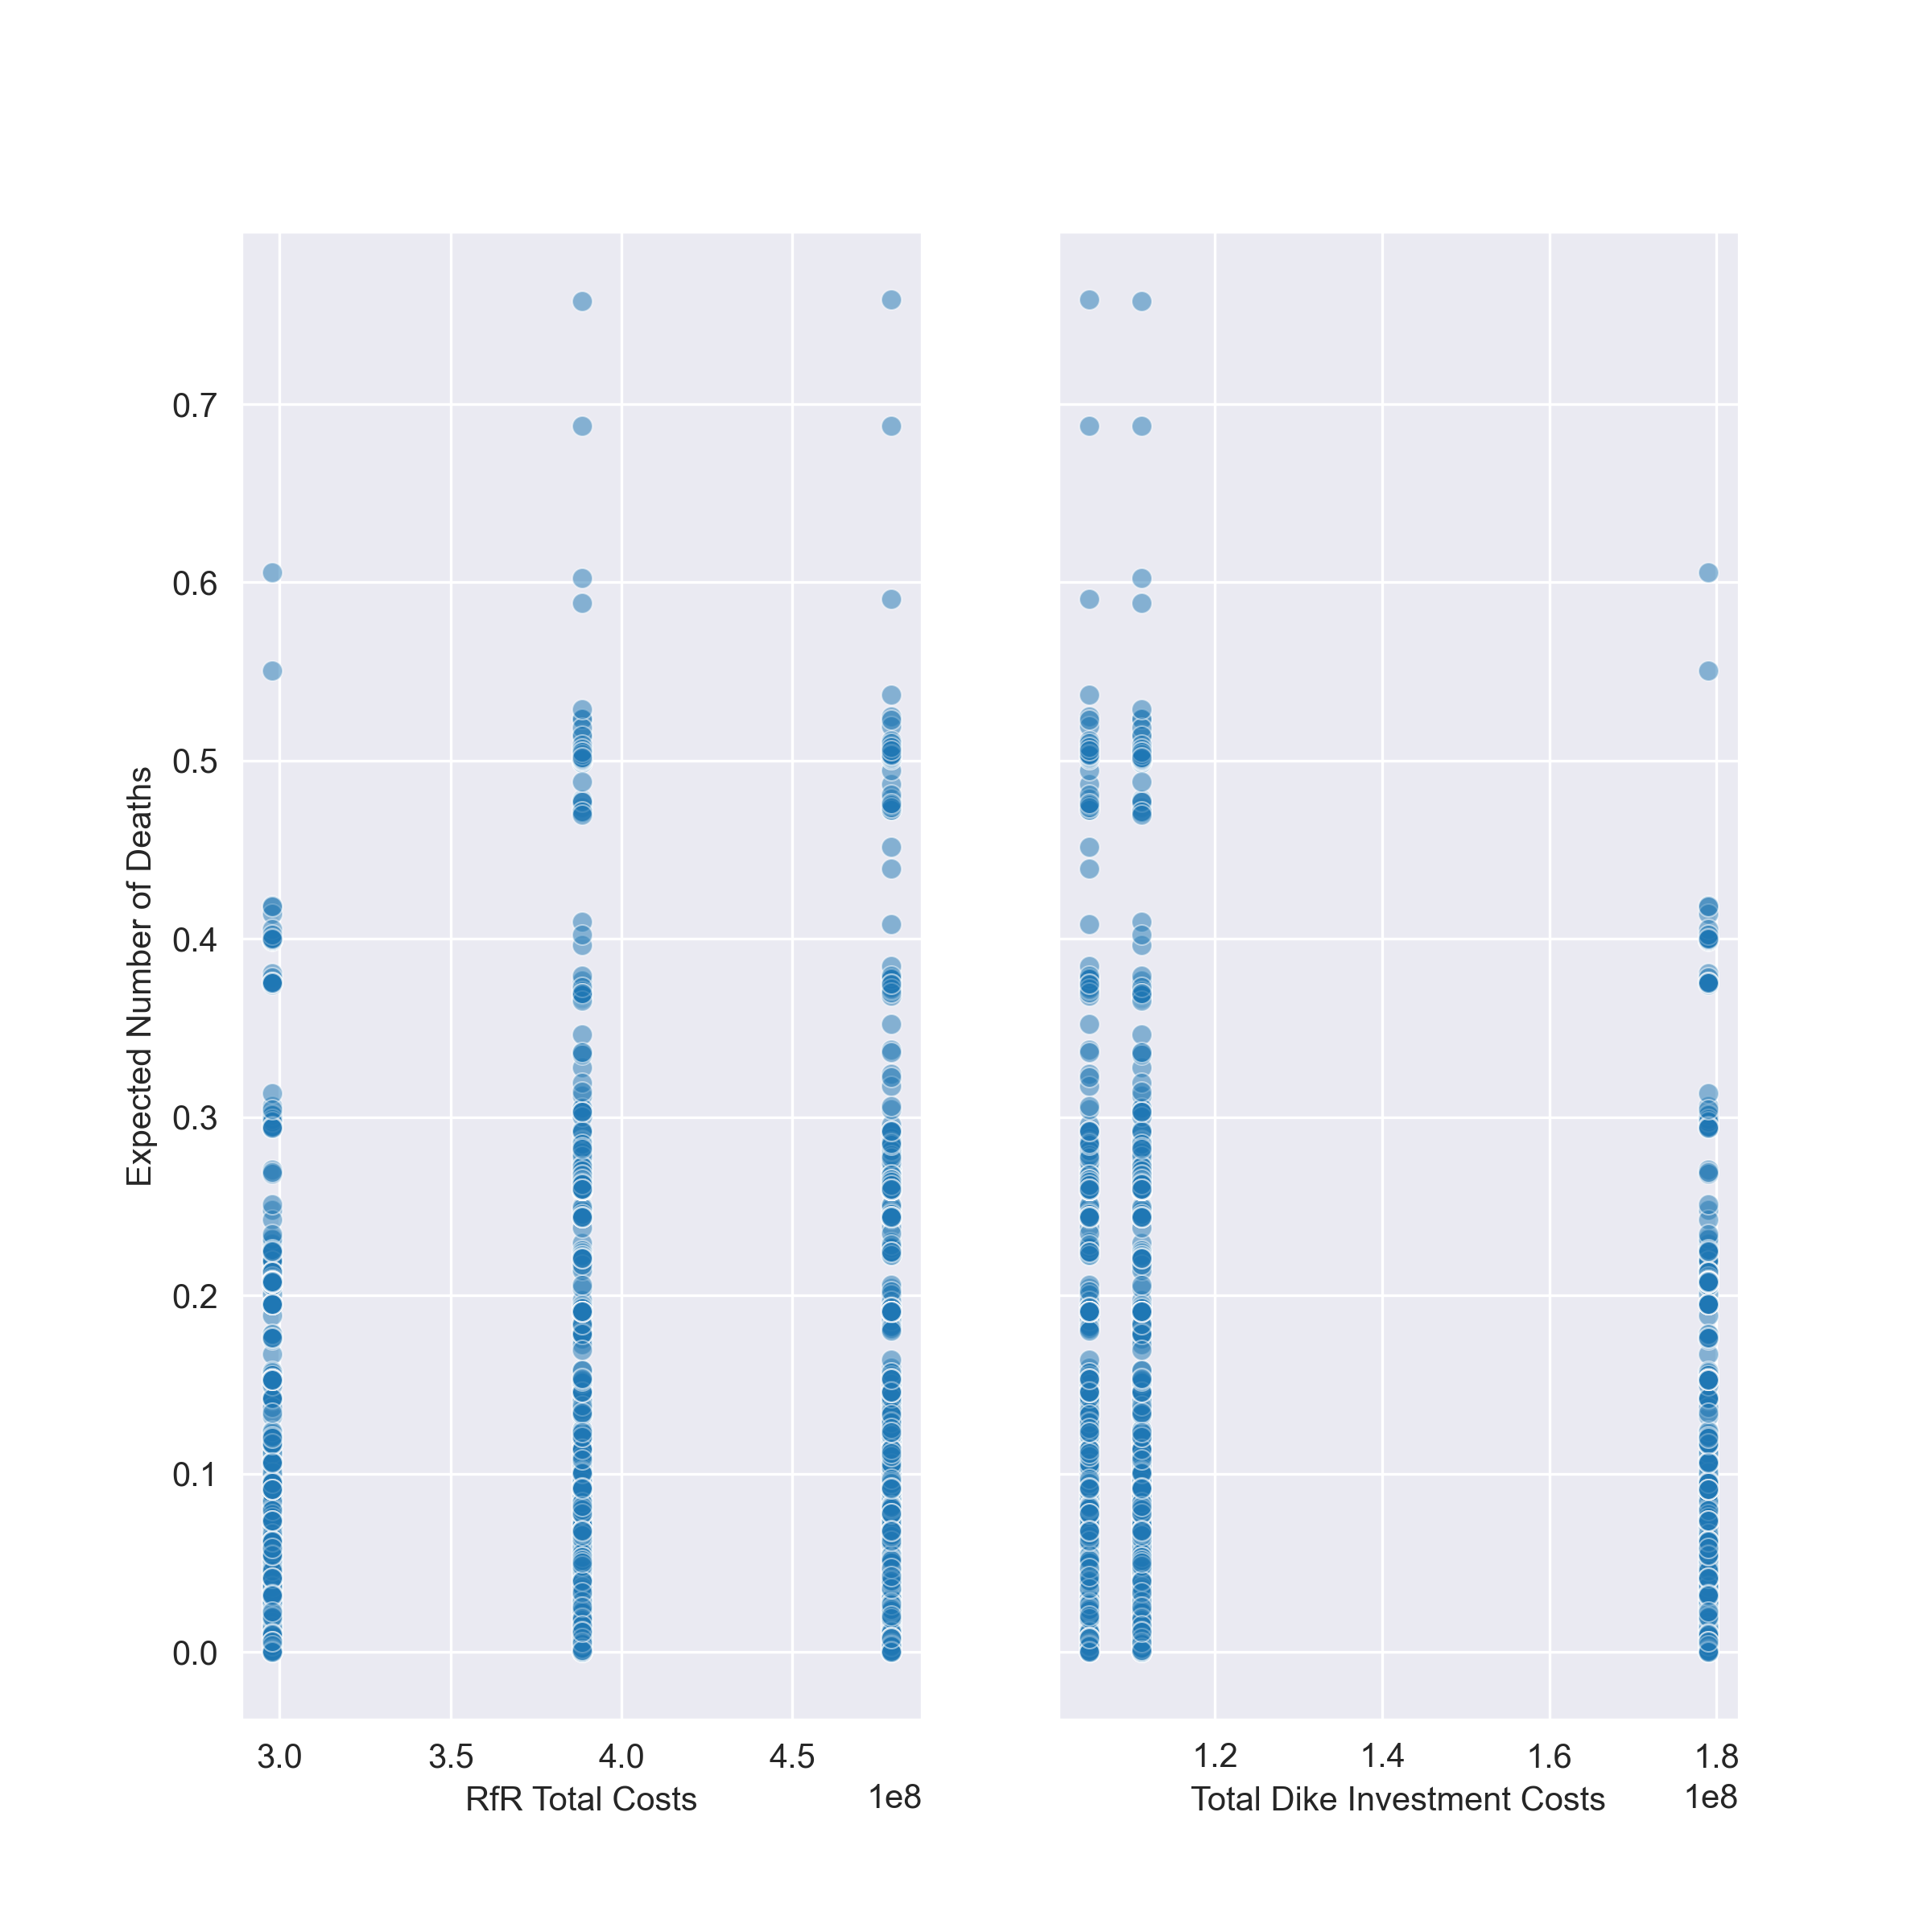 Expected Number of Deaths
0.7
0.6
0.5
0.4
0.3
0.2
0.1
0.0
3.0 3.5 4.0 4.5
RfR Total Costs
1e8
1.2 1.4 1.6 1.8
Total Dike Investment Costs
1e8